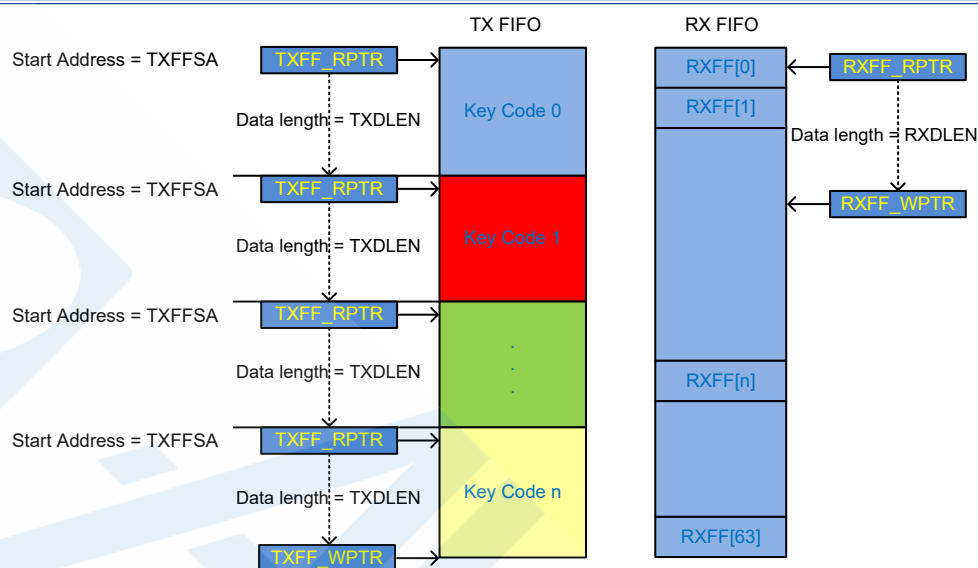 TX FIFO
RX FIFO
Start Address = TXFFSA
TXFF_RPTR
RXFF[0]
RXFF_RPTR
Key Code 0
RXFF[1]
Data length = TXDLEN
Data length = RXDLEN
Start Address = TXFFSA
TXFF_RPTR
RXFF_WPTR
Data length = TXDLEN
Key Code 1
Start Address = TXFFSA
TXFF_RPTR
.
.
.
Data length = TXDLEN
RXFF[n]
Start Address = TXFFSA
TXFF_RPTR
Data length = TXDLEN
Key Code n
RXFF[63]
TXFF_WPTR